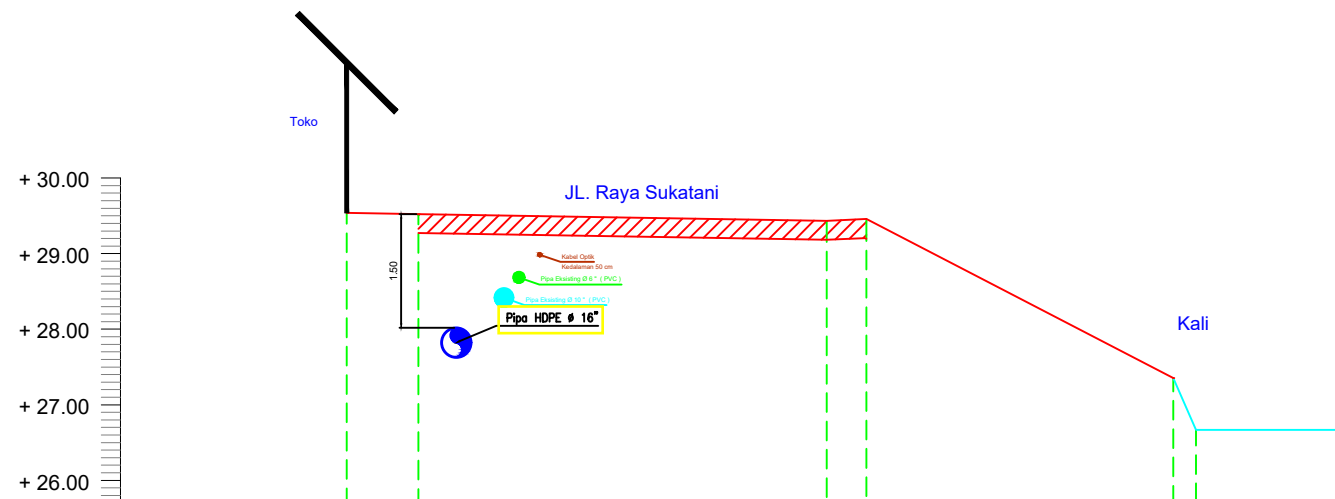 Toko
+ 30.00
JL. Raya Sukatani
+ 29.00
Kabel Optik
Kedalaman 50 cm
1.50
Pipa Eksisting Ø 6 " ( PVC )
Pipa Eksisting Ø 10 " ( PVC )
Pipa HDPE ø 16"
+ 28.00
Kali
+ 27.00
+ 26.00